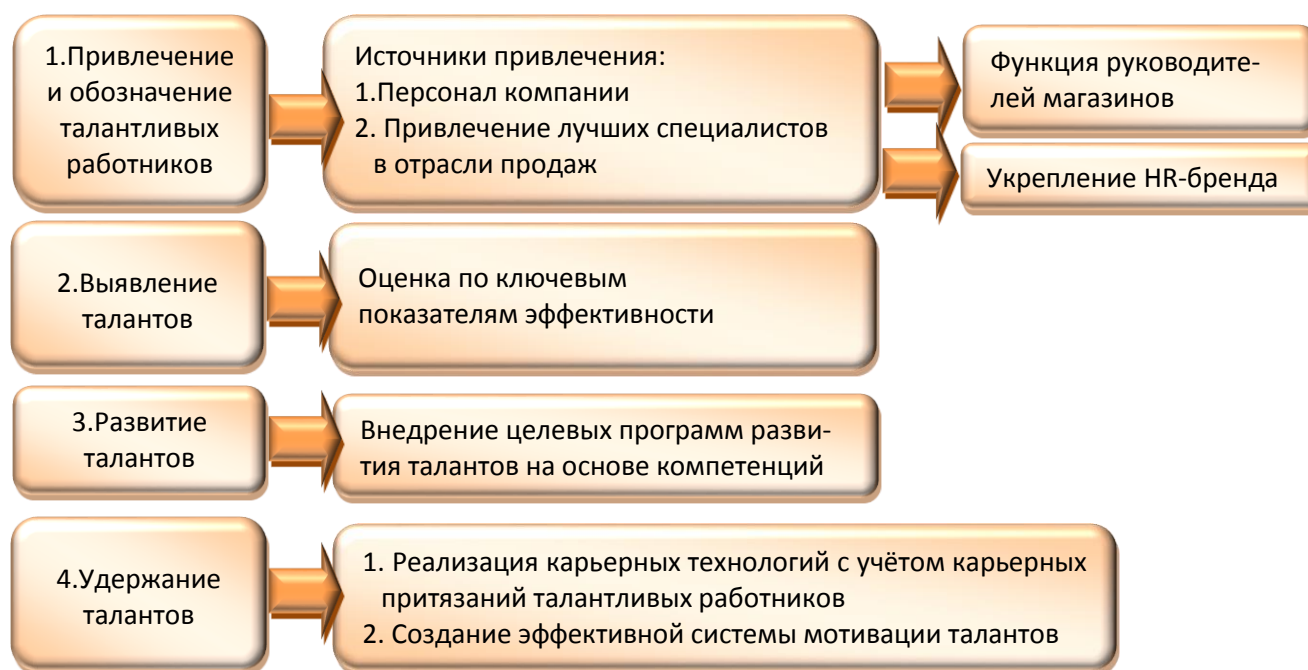 1.Привлечение
и обозначение
талантливых
работников
Источники привлечения:
1.Персонал компании
2. Привлечение лучших специалистов
в отрасли продаж
Функция руководите-
лей магазинов
Укрепление HR-бренда
2.Выявление
талантов
Оценка по ключевым
показателям эффективности
3.Развитие
талантов
Внедрение целевых программ разви-
тия талантов на основе компетенций
4.Удержание
талантов
1. Реализация карьерных технологий с учётом карьерных
притязаний талантливых работников
2. Создание эффективной системы мотивации талантов